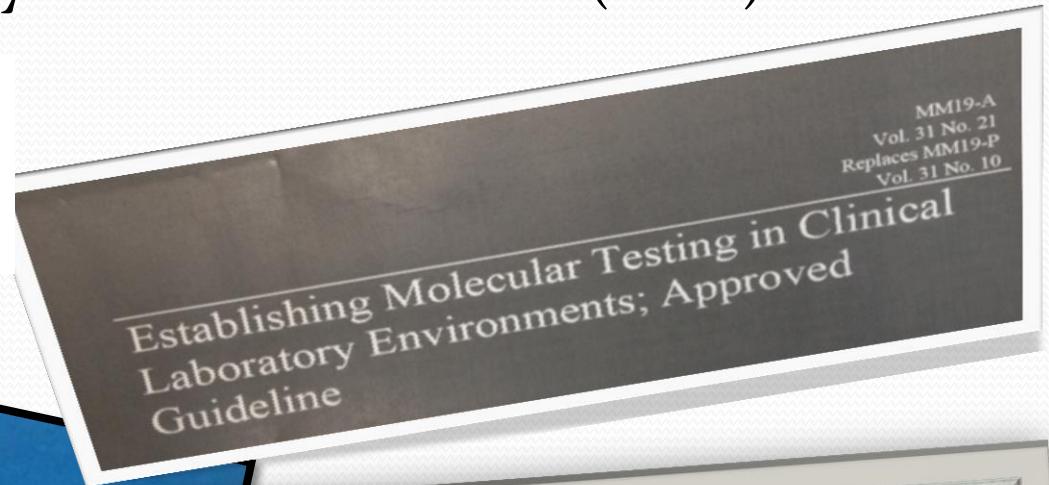 MM19-A
Vol. 31 No. 21
Replaces MM19-P
Vol. 31 No. 10
Establishing Molecular Testing in Clinical
Laboratory Environments; Approved
Guideline